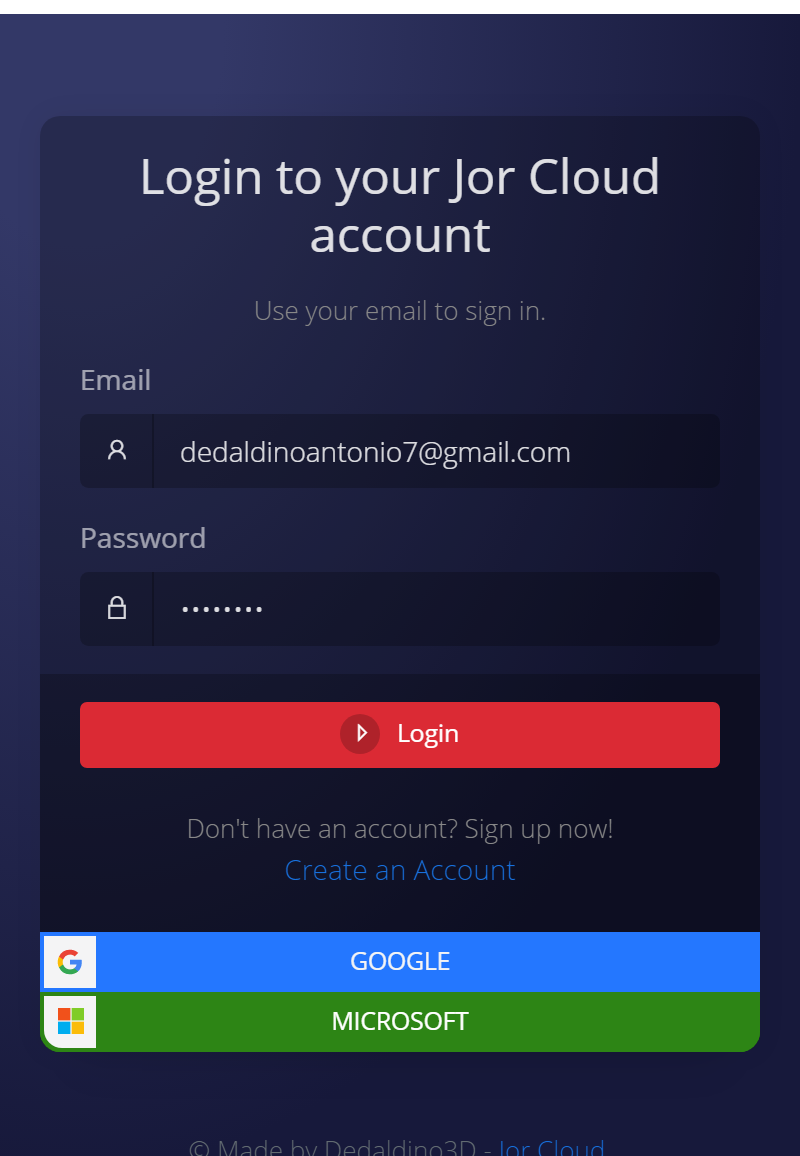 Login to your Jor Cloud
account
Use your email to sign in.
Email
dedaldinoantonio7@gmail.com
Password
••••••••
Login
Don't have an account? Sign up now!
Create an Account
GOOGLE
MICROSOFT
© Made by Dedaldino3D - Jor Cloud